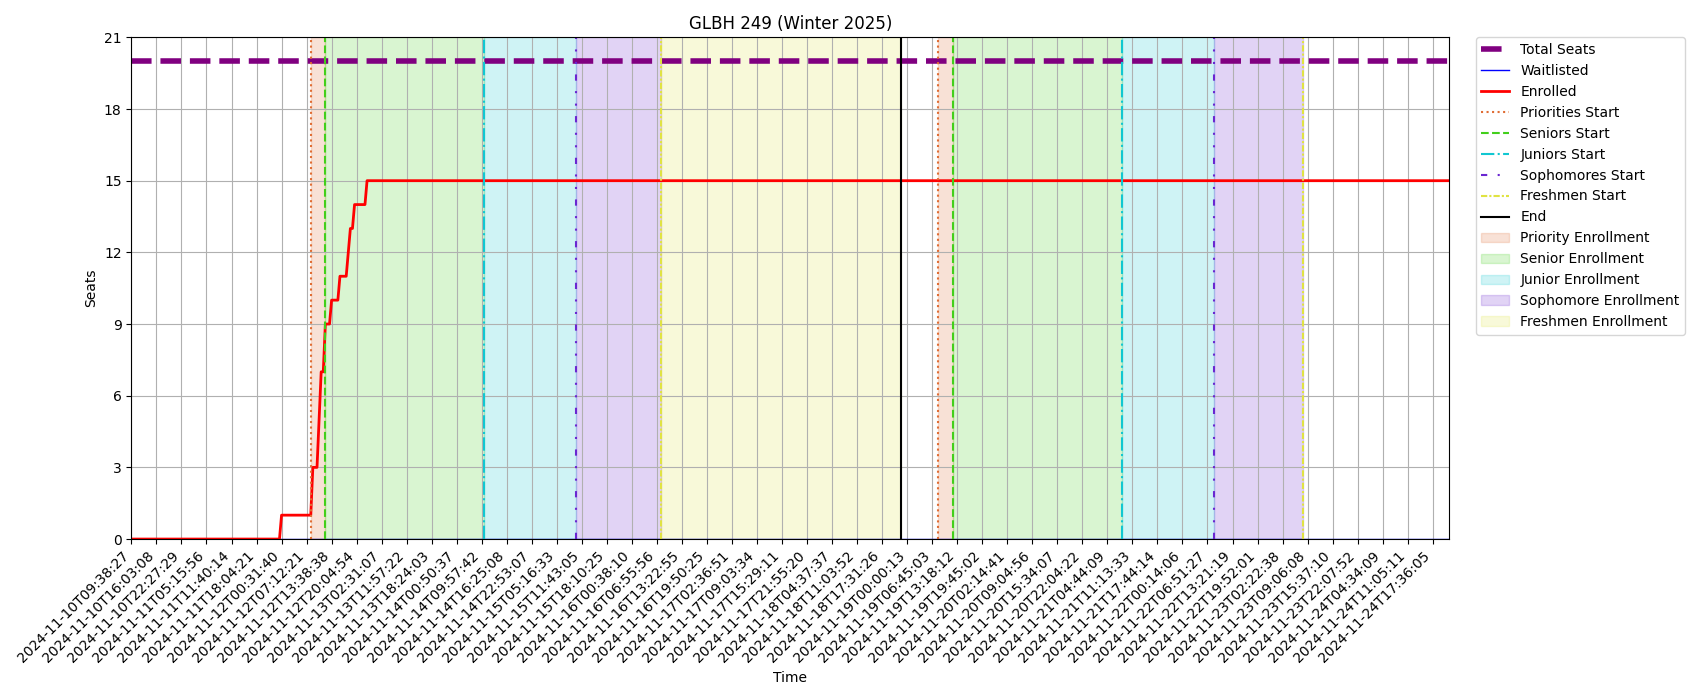 GLBH 249 (Winter 2025)
21
18
15
12
9
6
3
0
Seats
2024-11-10T09:38:27
2024-11-10T16:03:08
2024-11-10T22:27:29
2024-11-11T05:15:56
2024-11-11T11:40:14
2024-11-11T18:04:21
2024-11-12T00:31:40
2024-11-12T07:12:21
2024-11-12T13:38:38
2024-11-12T20:04:54
2024-11-13T02:31:07
2024-11-13T11:57:22
2024-11-13T18:24:03
2024-11-14T00:50:37
2024-11-14T09:57:42
2024-11-14T16:25:08
2024-11-14T22:53:07
2024-11-15T05:16:33
2024-11-15T11:43:05
2024-11-15T18:10:25
2024-11-16T00:38:10
2024-11-16T06:55:56
2024-11-16T13:22:55
2024-11-16T19:50:25
2024-11-17T02:36:51
2024-11-17T09:03:34
2024-11-17T15:29:11
2024-11-17T21:55:20
2024-11-18T04:37:37
2024-11-18T11:03:52
2024-11-18T17:31:26
2024-11-19T00:00:13
2024-11-19T06:45:03
2024-11-19T13:18:12
2024-11-19T19:45:02
2024-11-20T02:14:41
2024-11-20T09:04:56
2024-11-20T15:34:07
2024-11-20T22:04:22
2024-11-21T04:44:09
2024-11-21T11:13:33
2024-11-21T17:44:14
2024-11-22T00:14:06
2024-11-22T06:51:27
2024-11-22T13:21:19
2024-11-22T19:52:01
2024-11-23T02:22:38
2024-11-23T09:06:08
2024-11-23T15:37:10
2024-11-23T22:07:52
2024-11-24T04:34:09
2024-11-24T11:05:11
2024-11-24T17:36:05
Time
Total Seats
Waitlisted
Enrolled
Priorities Start
Seniors Start
Juniors Start
Sophomores Start
Freshmen Start
End
Priority Enrollment
Senior Enrollment
Junior Enrollment
Sophomore Enrollment
Freshmen Enrollment